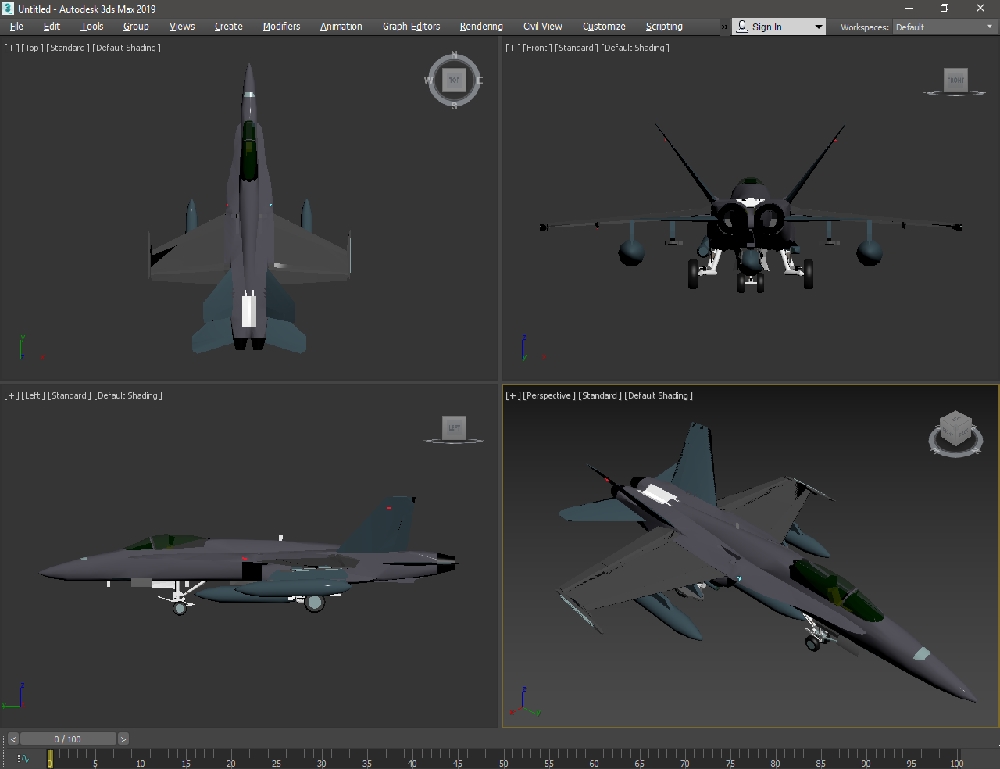 Untitled - Autodesk 3ds Max 2019
File Edit Tools Group Views Create Modifiers Animation Graph Editors Rendering Civil View Customize Scripting » Sign In Workspaces: Default
[+] [Top] [Standard] [Default Shading]
[+] [Front] [Standard] [Default Shading]
N
W TOP E
S
FRONT
y
x
z
y x
[+] [Left] [Standard] [Default Shading]
[+] [Perspective] [Standard] [Default Shading]
LEFT
z
z
x y
< 0 / 100 >
0 5 10 15 20 25 30 35 40 45 50 55 60 65 70 75 80 85 90 95 100